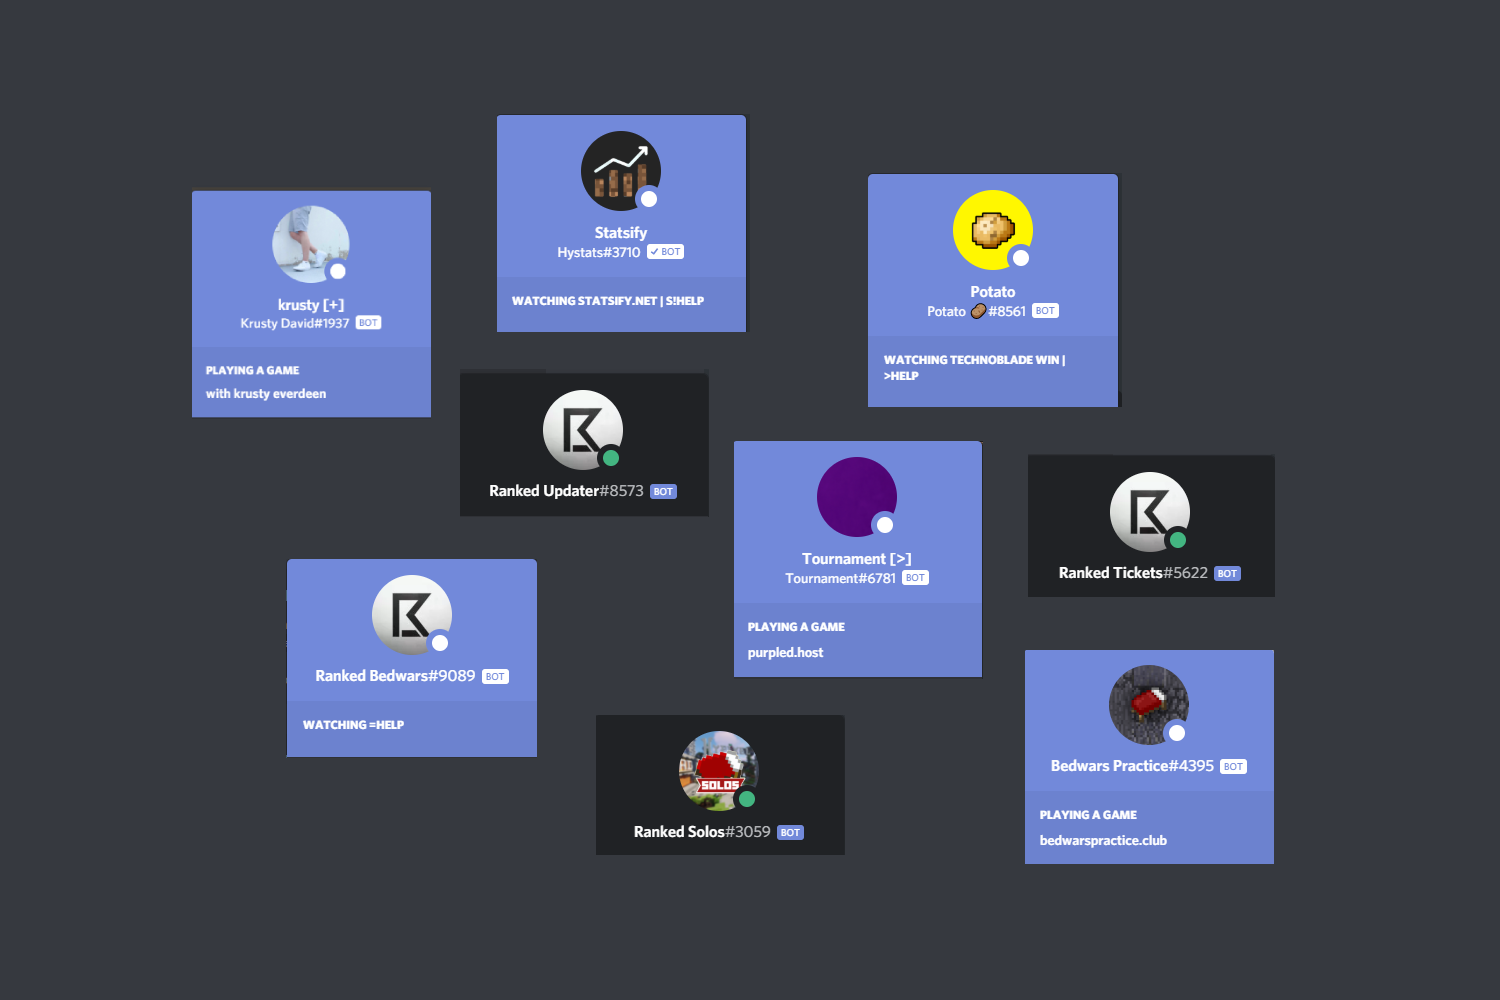 Statsify
Hystats#3710 BOT
WATCHING STATSIFY.NET | S!HELP
krusty [+]
Krusty David#1937 BOT
PLAYING A GAME
with krusty everdeen
Potato
Potato 🥔#8561 BOT
WATCHING TECHNOBLADE WIN |
>HELP
Ranked Updater#8573 BOT
Tournament [>]
Tournament#6781 BOT
PLAYING A GAME
purpled.host
Ranked Tickets#5622 BOT
Ranked Bedwars#9089 BOT
WATCHING =HELP
SOLOS
Ranked Solos#3059 BOT
Bedwars Practice#4395 BOT
PLAYING A GAME
bedwarspractice.club